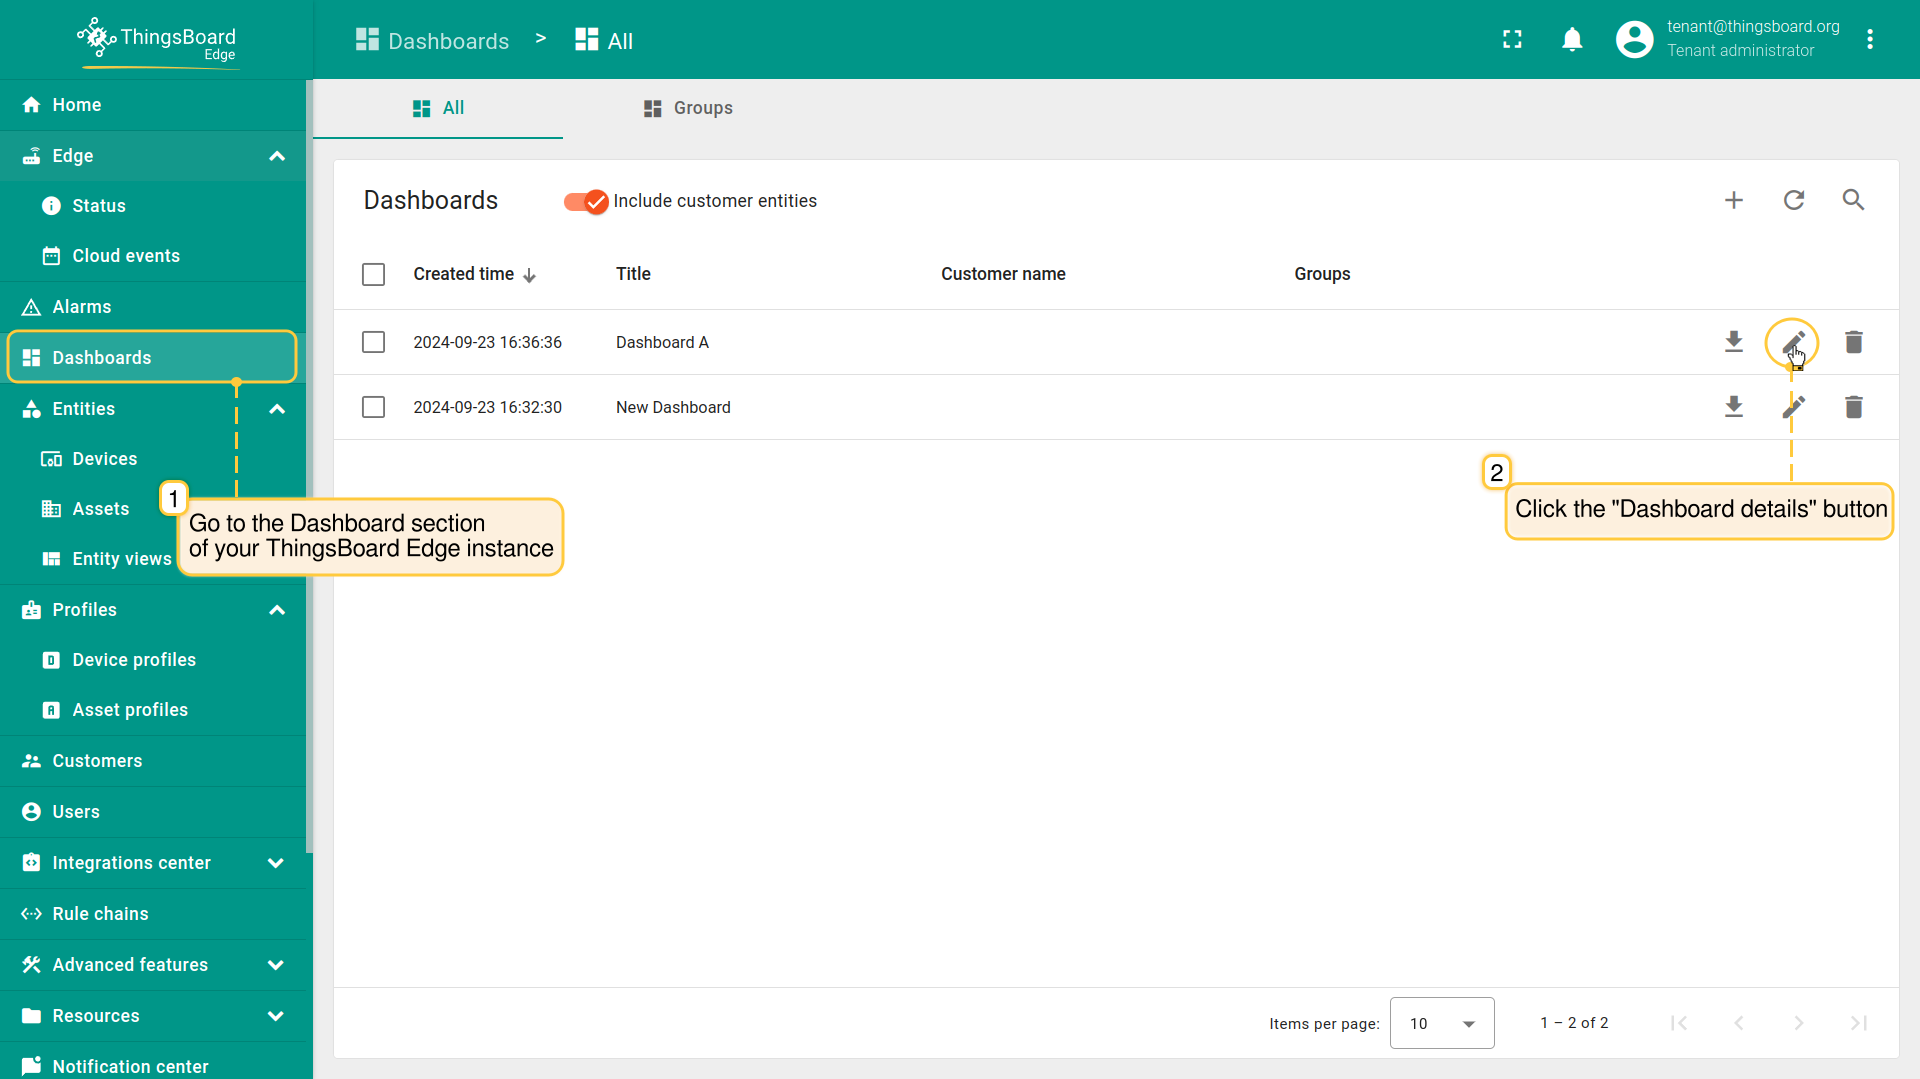 ThingsBoard
Edge
Dashboards > All
tenant@thingsboard.org
Tenant administrator
Home
Edge
Status
Cloud events
Alarms
Dashboards
Entities
Devices
Assets
Entity views
Profiles
Device profiles
Asset profiles
Customers
Users
Integrations center
Rule chains
Advanced features
Resources
Notification center
All
Groups
Dashboards
Include customer entities
Created time Title Customer name Groups
2024-09-23 16:36:36 Dashboard A
2024-09-23 16:32:30 New Dashboard
1
Go to the Dashboard section
of your ThingsBoard Edge instance
2
Click the "Dashboard details" button
Items per page: 10 1 – 2 of 2